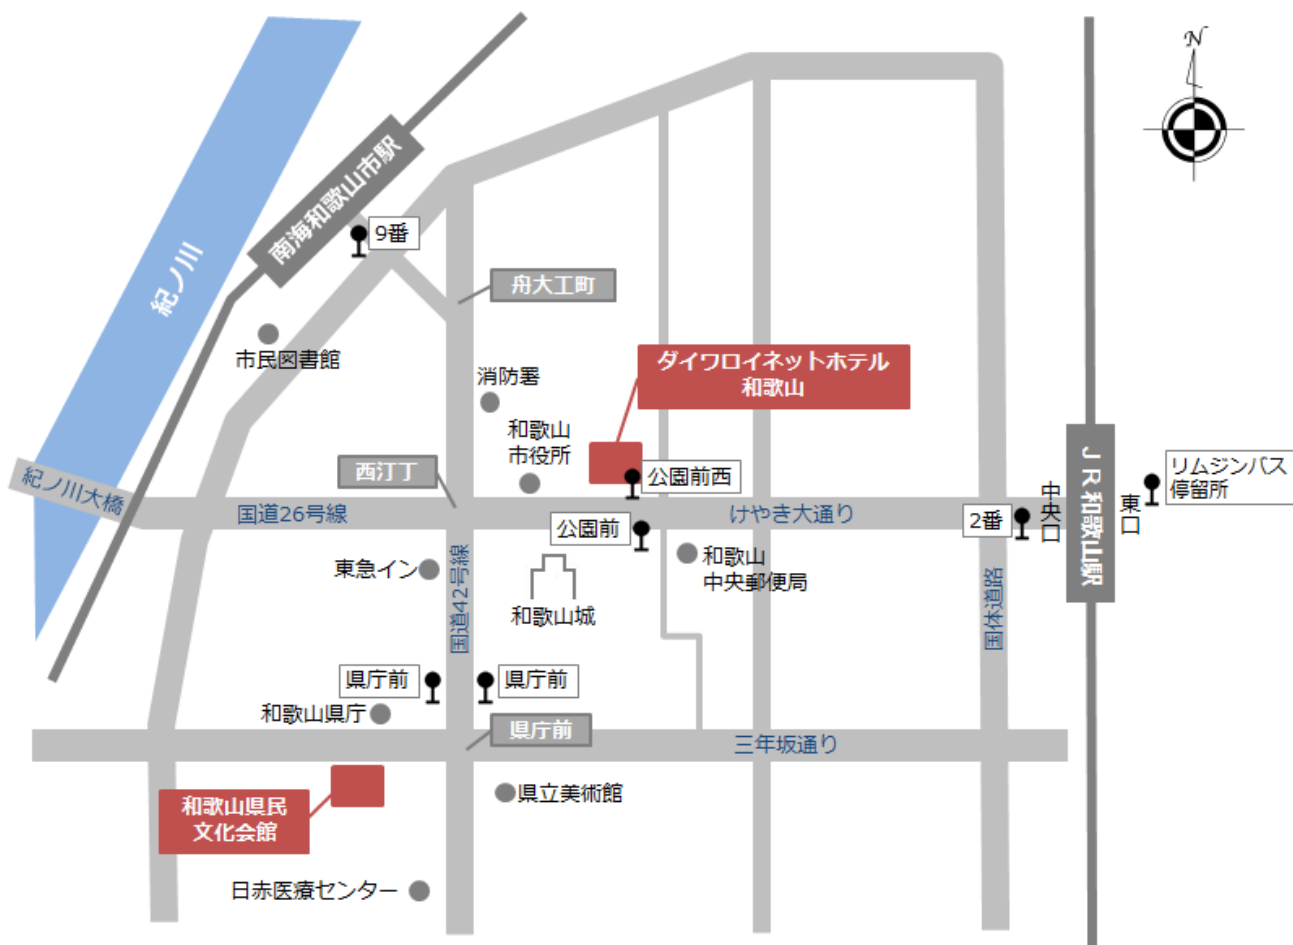 N
南海和歌山市駅
9番
紀ノ川
舟大工町
市民図書館
消防署
ダイワロイネットホテル
和歌山
和歌山
市役所
西汀丁
公園前西
紀ノ川大橋
国道26号線
けやき大通り
公園前
2番
中央口
JR和歌山駅
東口
リムジンバス
停留所
東急イン
国道42号線
和歌山城
和歌山
中央郵便局
国体道路
県庁前
県庁前
和歌山県庁
県庁前
三年坂通り
和歌山県民
文化会館
県立美術館
日赤医療センター